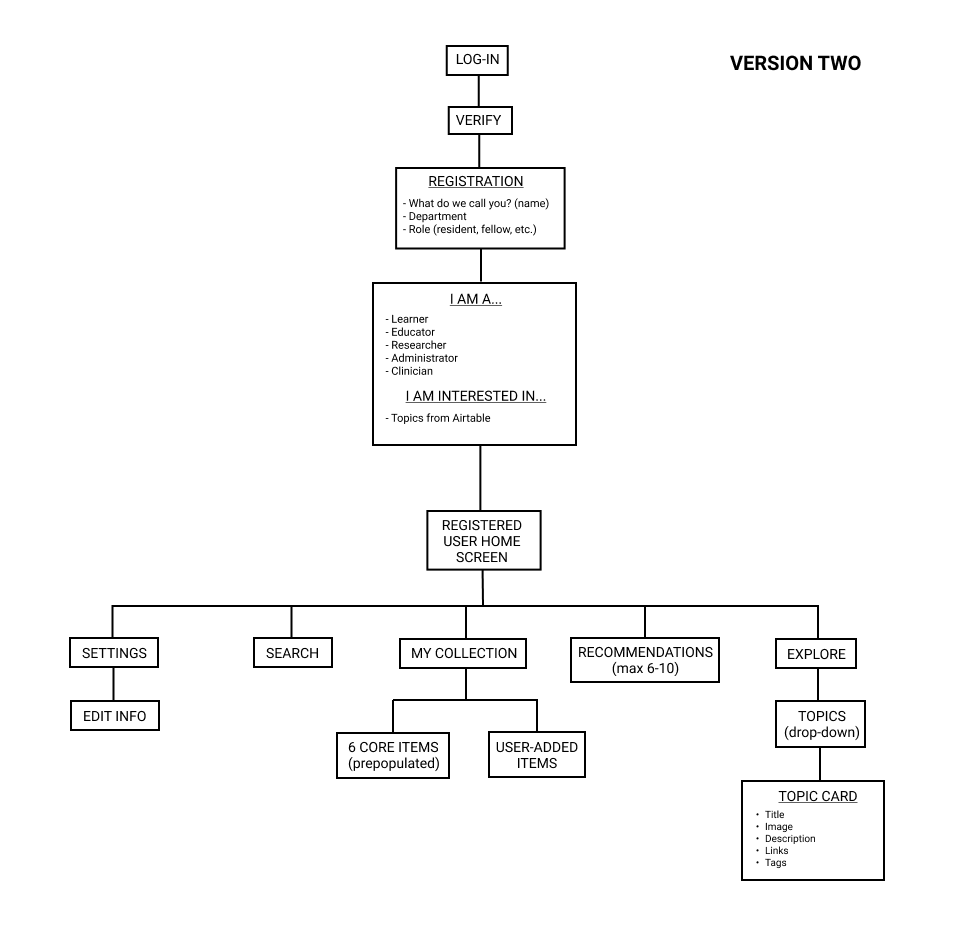 LOG-IN
VERSION TWO
VERIFY
REGISTRATION
- What do we call you? (name)
- Department
- Role (resident, fellow, etc.)
I AM A...
- Learner
- Educator
- Researcher
- Administrator
- Clinician
I AM INTERESTED IN...
- Topics from Airtable
REGISTERED
USER HOME
SCREEN
SETTINGS
SEARCH
MY COLLECTION
RECOMMENDATIONS
(max 6-10)
EXPLORE
EDIT INFO
6 CORE ITEMS
(prepopulated)
USER-ADDED
ITEMS
TOPICS
(drop-down)
TOPIC CARD
• Title
• Image
• Description
• Links
• Tags